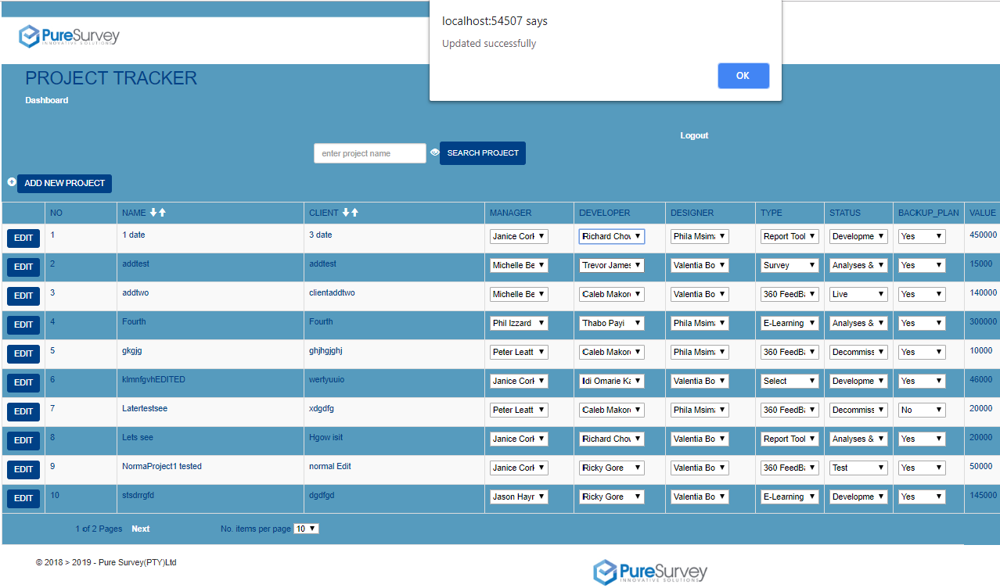 localhost:54507 says
Updated successfully
OK
PureSurvey
INNOVATIVE SOLUTIONS
PROJECT TRACKER
Dashboard
Logout
enter project name SEARCH PROJECT
ADD NEW PROJECT
NO NAME CLIENT MANAGER DEVELOPER DESIGNER TYPE STATUS BACKUP_PLAN VALUE
EDIT 1 1 date 3 date Janice Cork Richard Chow Phila Msima Report Tool Developme Yes 450000
EDIT 2 addtest addtest Michelle Be Trevor James Valentia Bo Survey Analyses & Yes 15000
EDIT 3 addtwo clientaddtwo Michelle Be Caleb Makore Valentia Bo 360 FeedBa Live Yes 140000
EDIT 4 Fourth Fourth Phil Izzard Thabo Payi Phila Msima E-Learning Analyses & Yes 300000
EDIT 5 gkgjg ghjhgjghj Peter Leatt Caleb Makore Phila Msima 360 FeedBa Decommiss Yes 10000
EDIT 6 klmnfgvhEDITED wertyuuio Janice Cork Idi Omarie Ka Valentia Bo Select Developme Yes 46000
EDIT 7 Latertestsee xdgdfg Peter Leatt Caleb Makore Phila Msima 360 FeedBa Decommiss No 20000
EDIT 8 Lets see Hgow isit Janice Cork Richard Chow Valentia Bo Report Tool Analyses & Yes 20000
EDIT 9 NormaProject1 tested normal Edit Janice Cork Ricky Gore Valentia Bo 360 FeedBa Test Yes 50000
EDIT 10 stsdrrgfd dgdfgd Jason Hayr Ricky Gore Valentia Bo E-Learning Developme Yes 145000
1 of 2 Pages Next No. items per page 10
© 2018 > 2019 - Pure Survey(PTY)Ltd
PureSurvey
INNOVATIVE SOLUTIONS